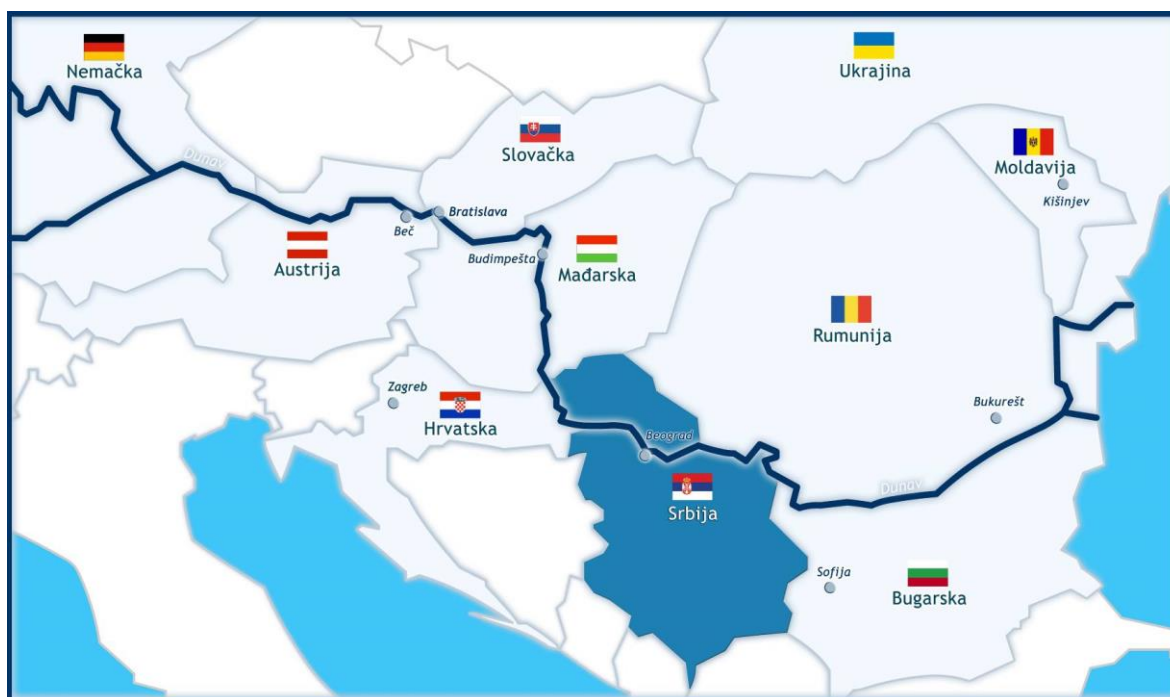 Nemačka
Ukrajina
Slovačka
Moldavija
Kišinjev
Dunav
Bratislava
Beč
Austrija
Budimpešta
Mađarska
Rumunija
Zagreb
Hrvatska
Bukurešt
Beograd
Dunav
Srbija
Sofija
Bugarska